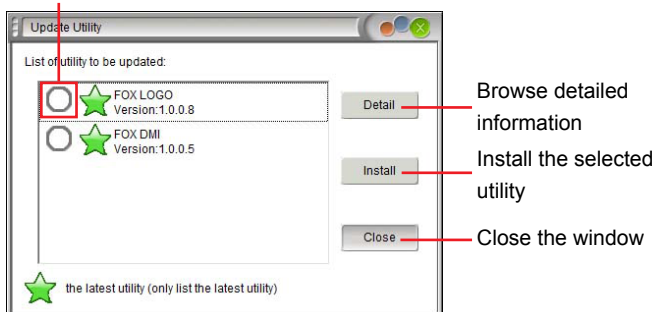 Update Utility
List of utility to be updated:
FOX LOGO
Version:1.0.0.8
FOX DMI
Version:1.0.0.5
Detail
Install
Close
the latest utility (only list the latest utility)
Browse detailed
information
Install the selected
utility
Close the window